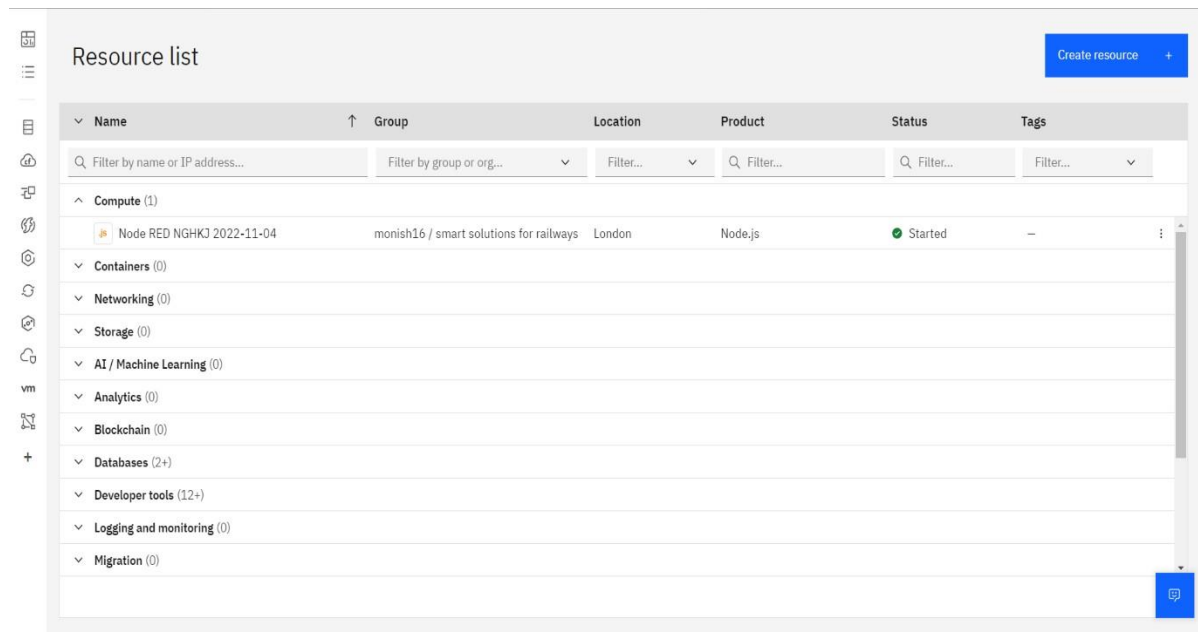 Resource list
Create resource +
Name ↑ Group Location Product Status Tags
Filter by name or IP address... Filter by group or org... Filter... Filter... Filter... Filter...
Compute (1)
Node RED NGHKJ 2022-11-04 monish16 / smart solutions for railways London Node.js Started –
Containers (0)
Networking (0)
Storage (0)
AI / Machine Learning (0)
vm
Analytics (0)
Blockchain (0)
Databases (2+)
Developer tools (12+)
Logging and monitoring (0)
Migration (0)